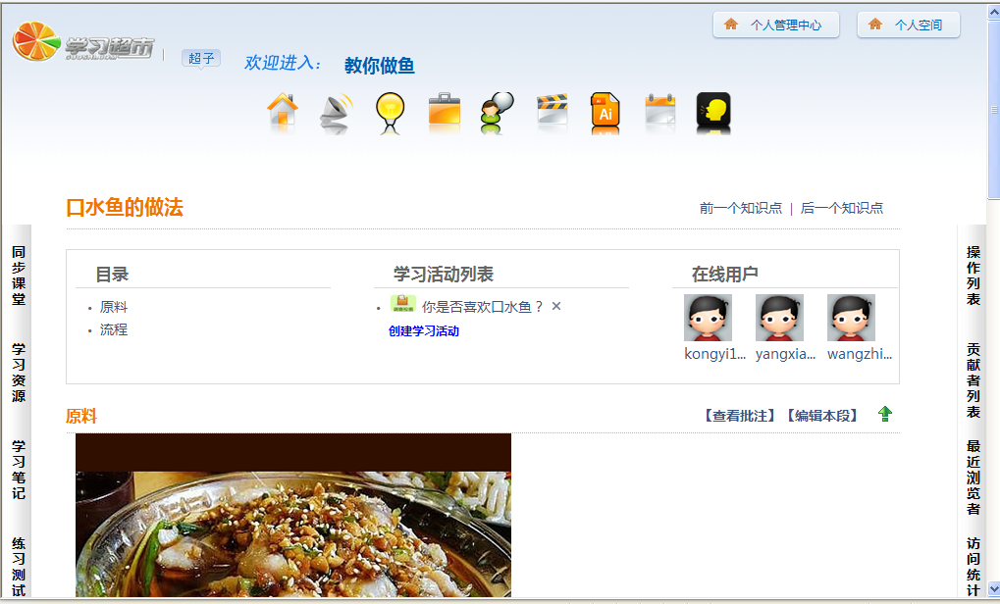 个人管理中心 个人空间
学习超市
超子 欢迎进入： 教你做鱼
Ai
口水鱼的做法
前一个知识点 | 后一个知识点
目录
• 原料
• 流程
学习活动列表
• 你是否喜欢口水鱼？ ✕
创建学习活动
在线用户
kongyi1... yangxia... wangzhi...
原料
【查看批注】【编辑本段】
同步课堂
学习资源
学习笔记
练习测试
操作列表
贡献者列表
最近浏览者
访问统计